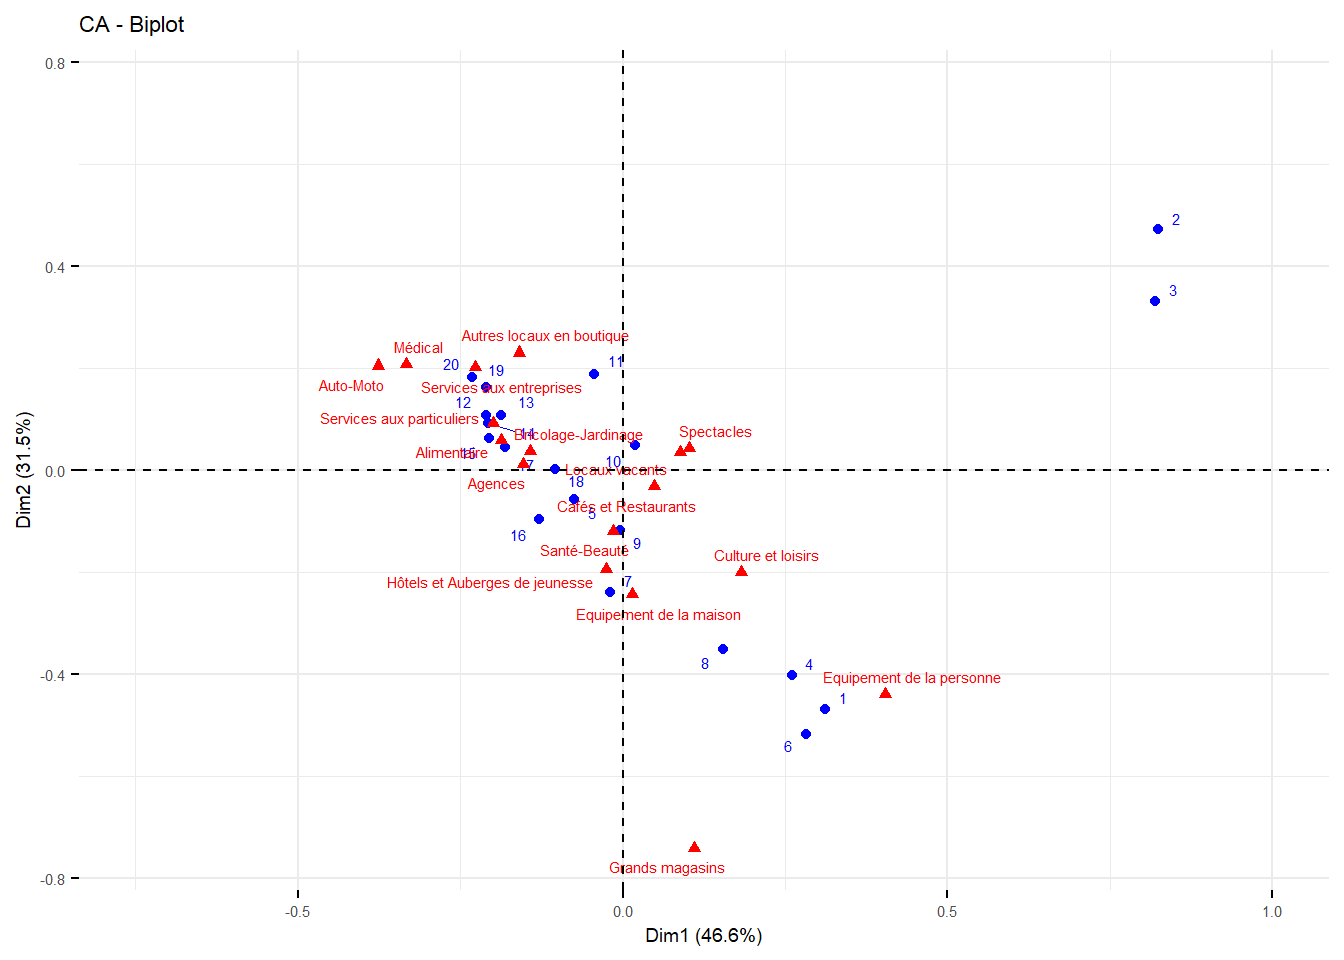 CA - Biplot
0.8
2
0.4
3
Autres locaux en boutique
Médical
11
20
19
Auto-Moto
Services aux entreprises
12
13
Services aux particuliers
14
Bricolage-Jardinage
Spectacles
Alimentaire
15
17
10
Locaux vacants
0.0
Agences
18
Cafés et Restaurants
5
16
9
Santé-Beauté
Culture et loisirs
Hôtels et Auberges de jeunesse
7
Equipement de la maison
8
4
-0.4
Equipement de la personne
1
6
Grands magasins
-0.8
-0.5
0.0
0.5
1.0
Dim1 (46.6%)
Dim2 (31.5%)